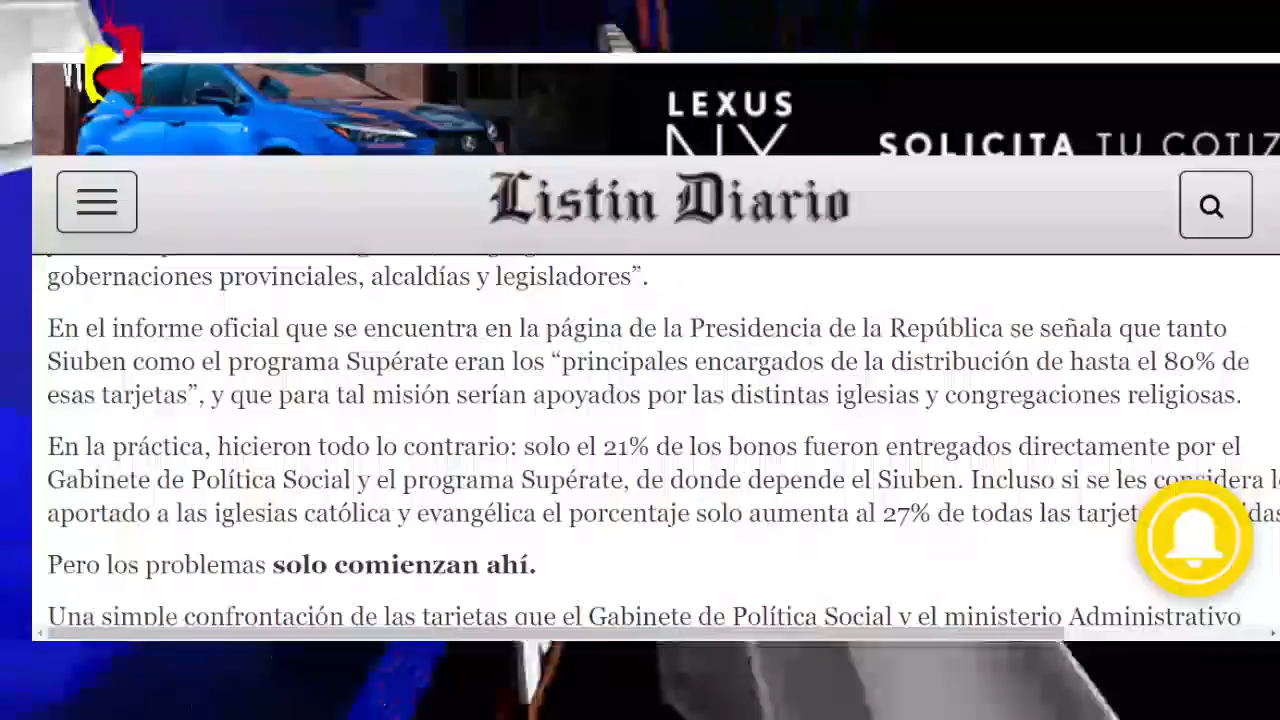 LEXUS
NX
SOLICITA TU COTIZ
Listin Diario
gobernaciones provinciales, alcaldías y legisladores”.
En el informe oficial que se encuentra en la página de la Presidencia de la República se señala que tanto
Siuben como el programa Supérate eran los “principales encargados de la distribución de hasta el 80% de
esas tarjetas”, y que para tal misión serían apoyados por las distintas iglesias y congregaciones religiosas.
En la práctica, hicieron todo lo contrario: solo el 21% de los bonos fueron entregados directamente por el
Gabinete de Política Social y el programa Supérate, de donde depende el Siuben. Incluso si se les considera
aportado a las iglesias católica y evangélica el porcentaje solo aumenta al 27% de todas las
Pero los problemas solo comienzan ahí.
Una simple confrontación de las tarjetas que el Gabinete de Política Social y el ministerio Administrativo